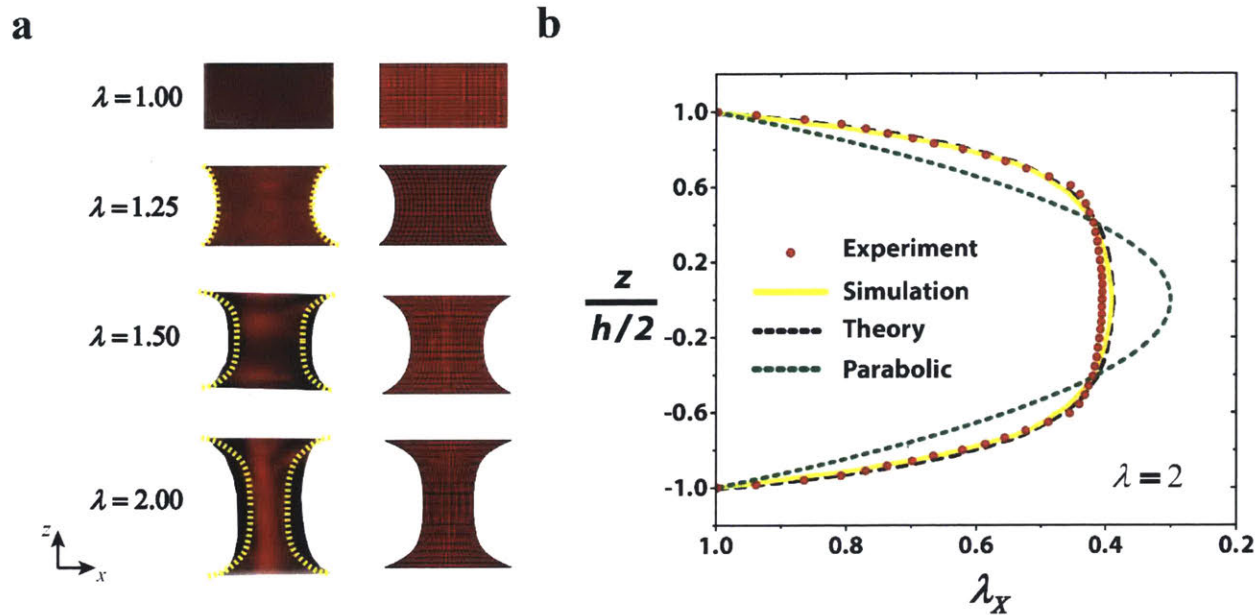 a
λ = 1.00
λ = 1.25
λ = 1.50
λ = 2.00
z
x
b
1.0
0.6
0.2
-0.2
-0.6
-1.0
z
h/2
Experiment
Simulation
Theory
Parabolic
λ = 2
1.0 0.8 0.6 0.4 0.2
λX